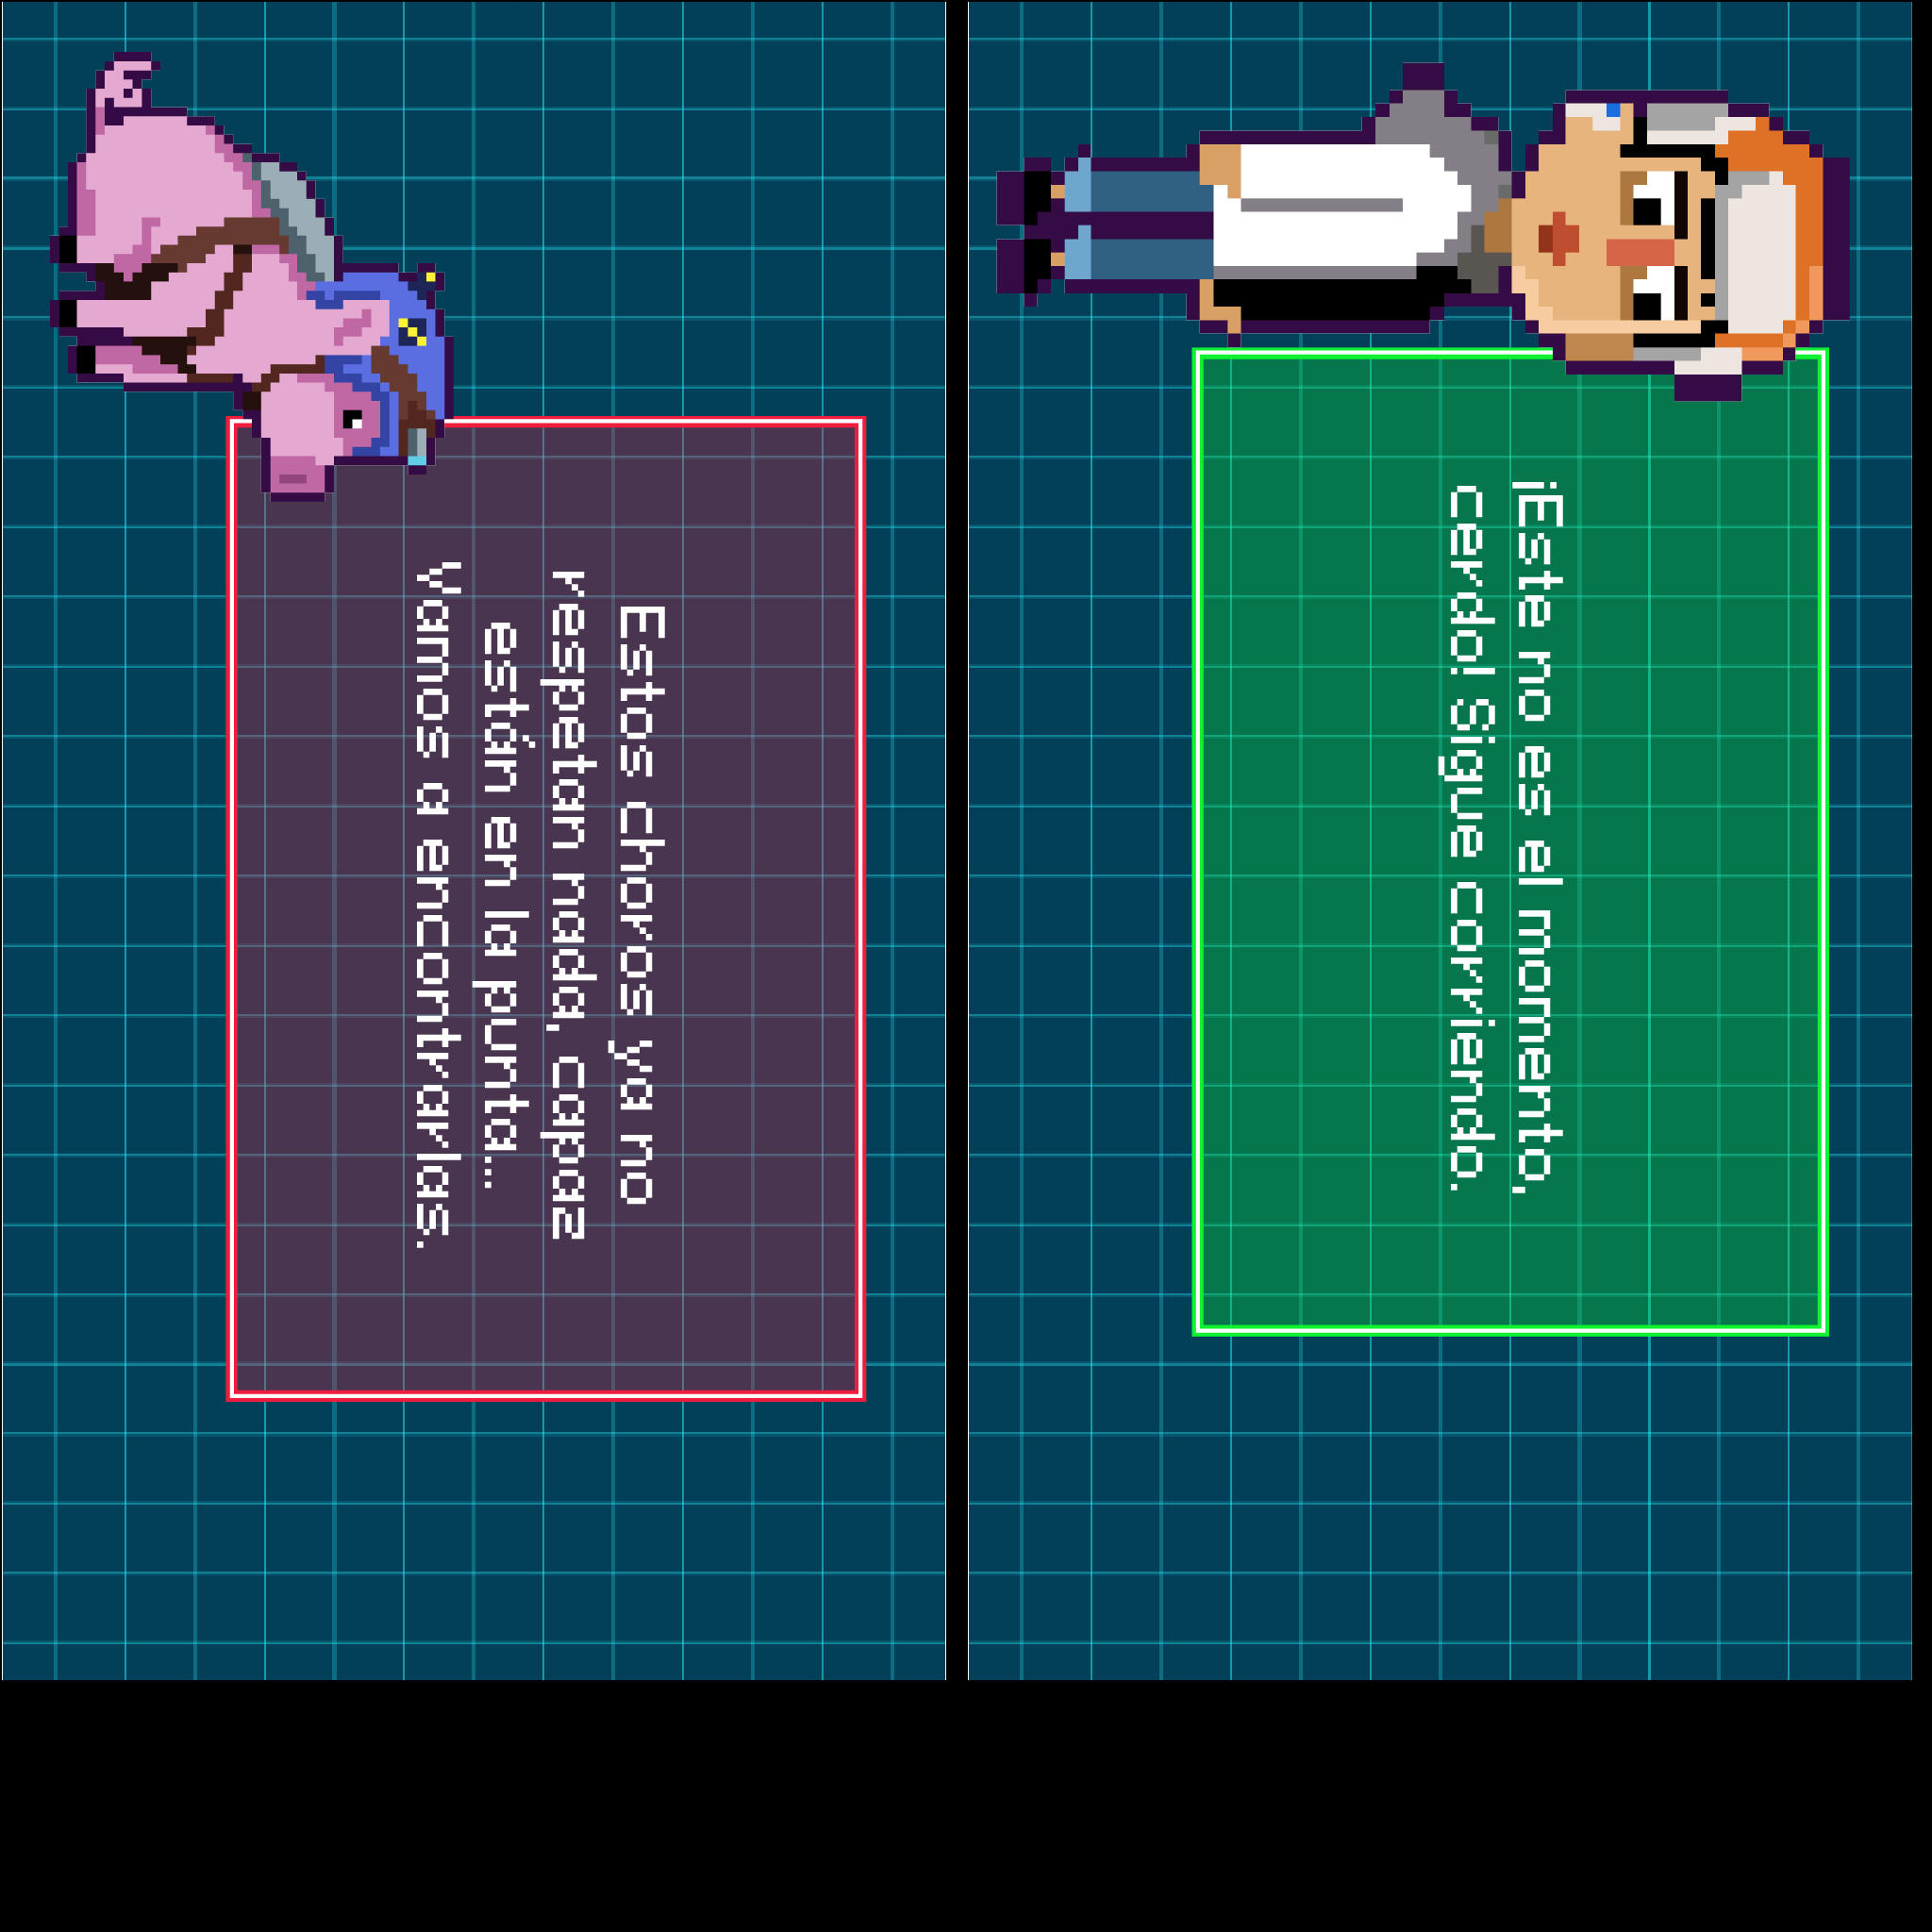 ¡Este no es el momento,
cerdo! Sigue corriendo.
Estos choros ya no
respetan nada, capaz
están en la punta...
Vamos a encontrarlas.